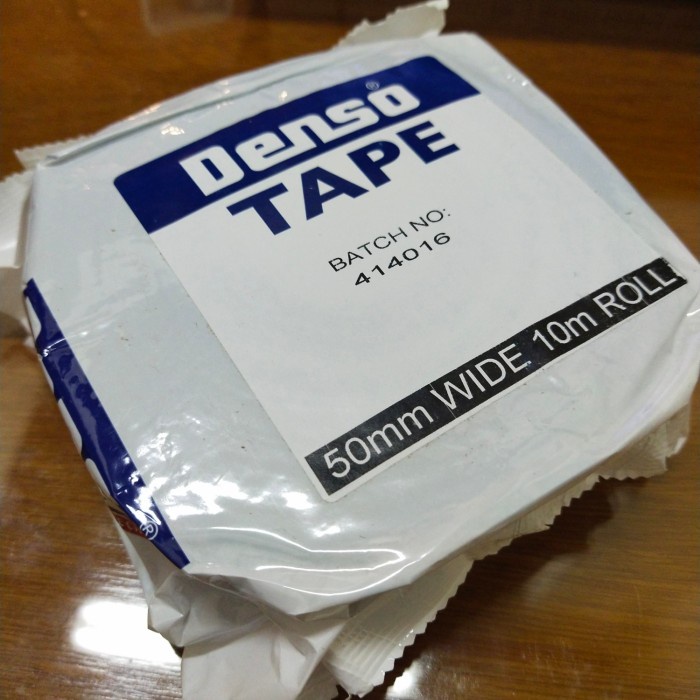 Denso®
TAPE
BATCH NO:
414016
50mm WIDE 10m ROLL